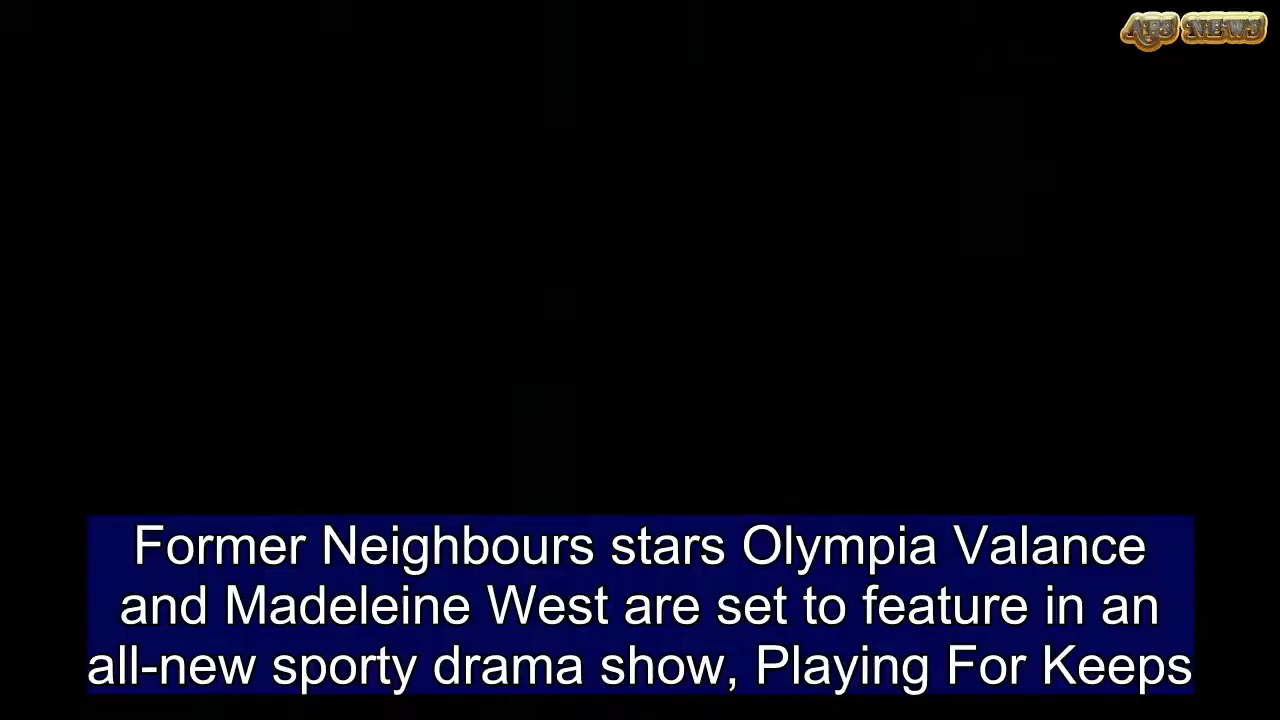 AFS NEWS
Former Neighbours stars Olympia Valance
and Madeleine West are set to feature in an
all-new sporty drama show, Playing For Keeps